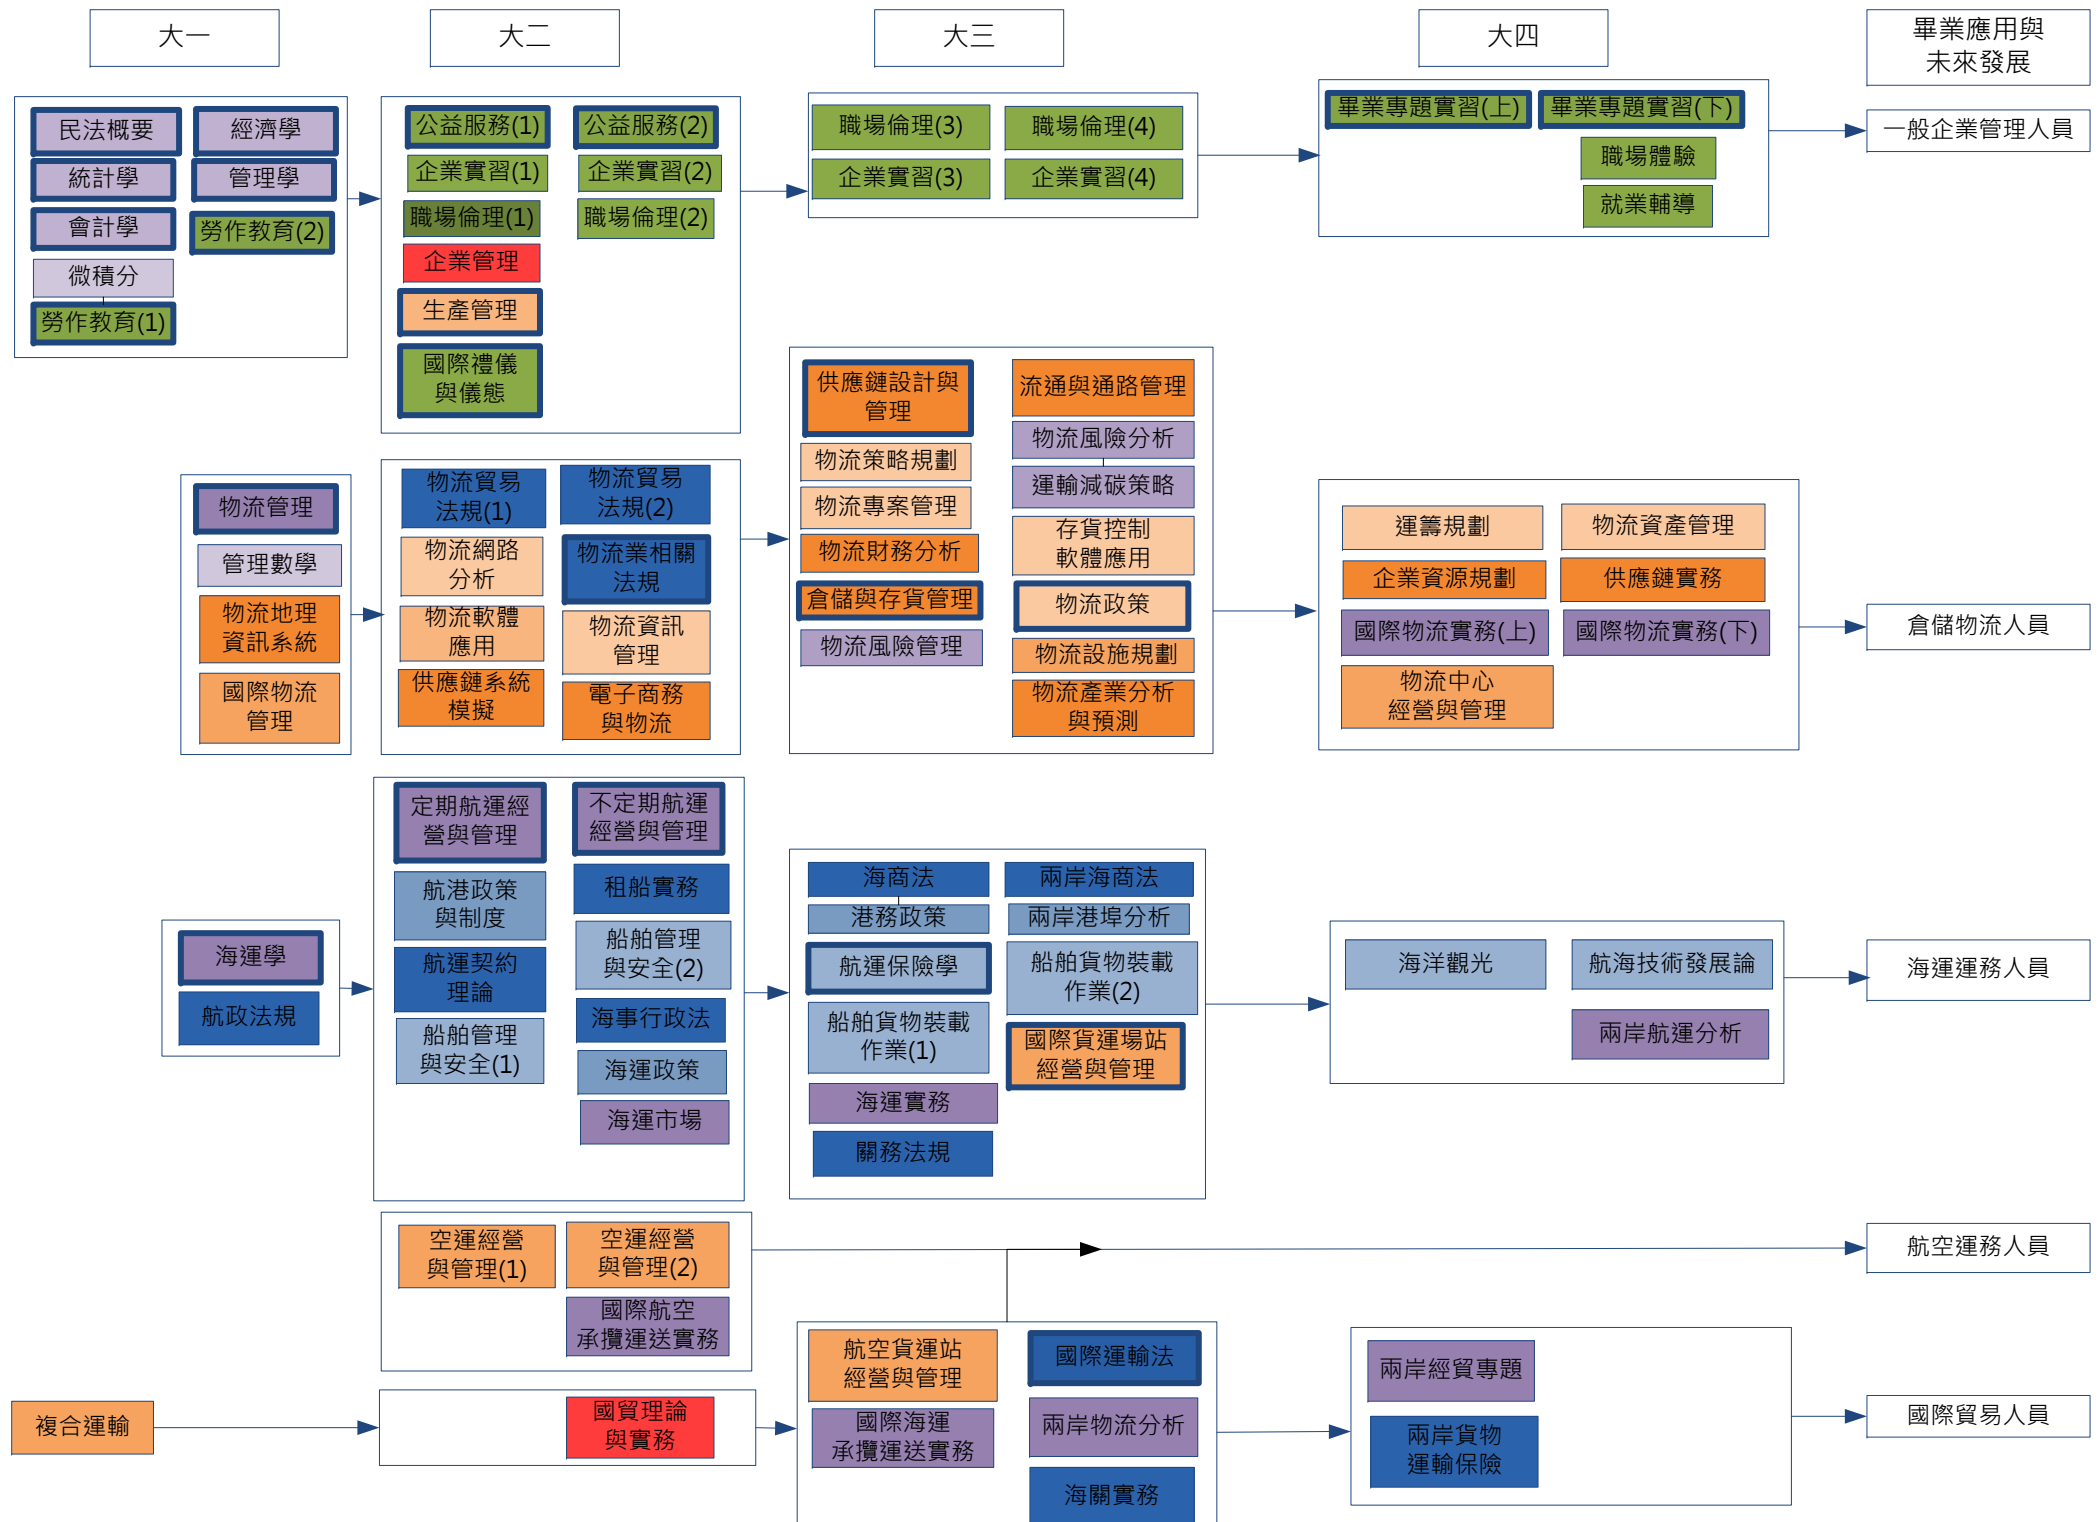 大一
大二
大三
大四
畢業應用與
未來發展
民法概要
經濟學
統計學
管理學
會計學
勞作教育(2)
微積分
勞作教育(1)
公益服務(1)
公益服務(2)
企業實習(1)
企業實習(2)
職場倫理(1)
職場倫理(2)
企業管理
生產管理
國際禮儀
與儀態
職場倫理(3)
職場倫理(4)
企業實習(3)
企業實習(4)
畢業專題實習(上)
畢業專題實習(下)
職場體驗
就業輔導
一般企業管理人員
物流管理
管理數學
物流地理
資訊系統
國際物流
管理
物流貿易
法規(1)
物流貿易
法規(2)
物流網路
分析
物流業相關
法規
物流軟體
應用
物流資訊
管理
供應鏈系統
模擬
電子商務
與物流
供應鏈設計與
管理
流通與通路管理
物流策略規劃
物流風險分析
物流專案管理
運輸減碳策略
物流財務分析
存貨控制
軟體應用
倉儲與存貨管理
物流政策
物流風險管理
物流設施規劃
物流產業分析
與預測
運籌規劃
物流資產管理
企業資源規劃
供應鏈實務
國際物流實務(上)
國際物流實務(下)
物流中心
經營與管理
倉儲物流人員
海運學
航政法規
定期航運經
營與管理
不定期航運
經營與管理
航港政策
與制度
租船實務
航運契約
理論
船舶管理
與安全(2)
船舶管理
與安全(1)
海事行政法
海運政策
海運市場
海商法
兩岸海商法
港務政策
兩岸港埠分析
航運保險學
船舶貨物裝載
作業(2)
船舶貨物裝載
作業(1)
國際貨運場站
經營與管理
海運實務
關務法規
海洋觀光
航海技術發展論
兩岸航運分析
海運運務人員
空運經營
與管理(1)
空運經營
與管理(2)
國際航空
承攬運送實務
航空運務人員
複合運輸
國貿理論
與實務
航空貨運站
經營與管理
國際運輸法
國際海運
承攬運送實務
兩岸物流分析
海關實務
兩岸經貿專題
兩岸貨物
運輸保險
國際貿易人員